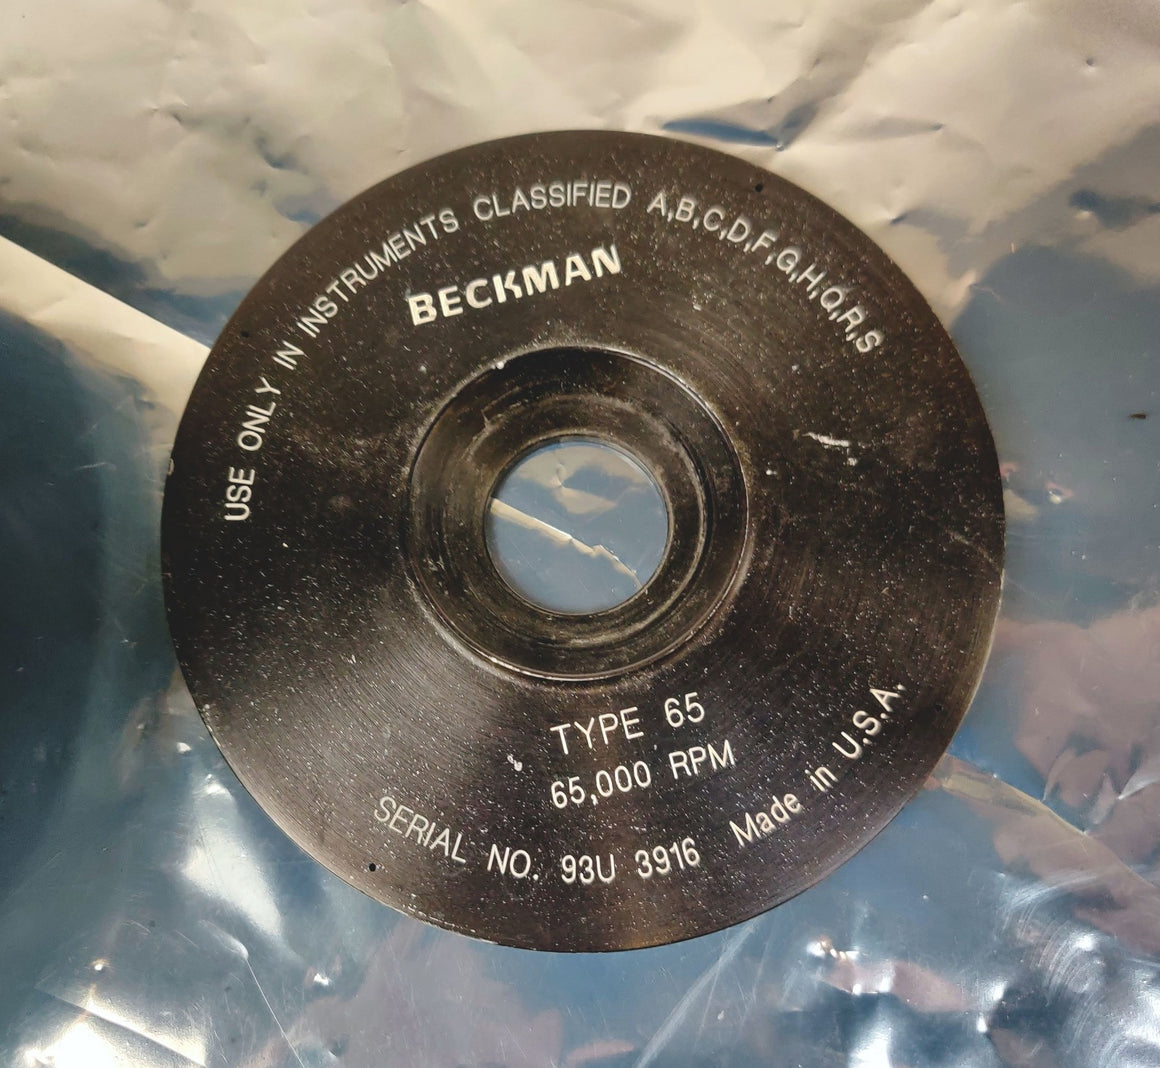 USE ONLY IN INSTRUMENTS CLASSIFIED A,B,C,D,F,G,H,Q,R,S
BECKMAN
TYPE 65
65,000 RPM
SERIAL NO. 93U 3916 Made in U.S.A.